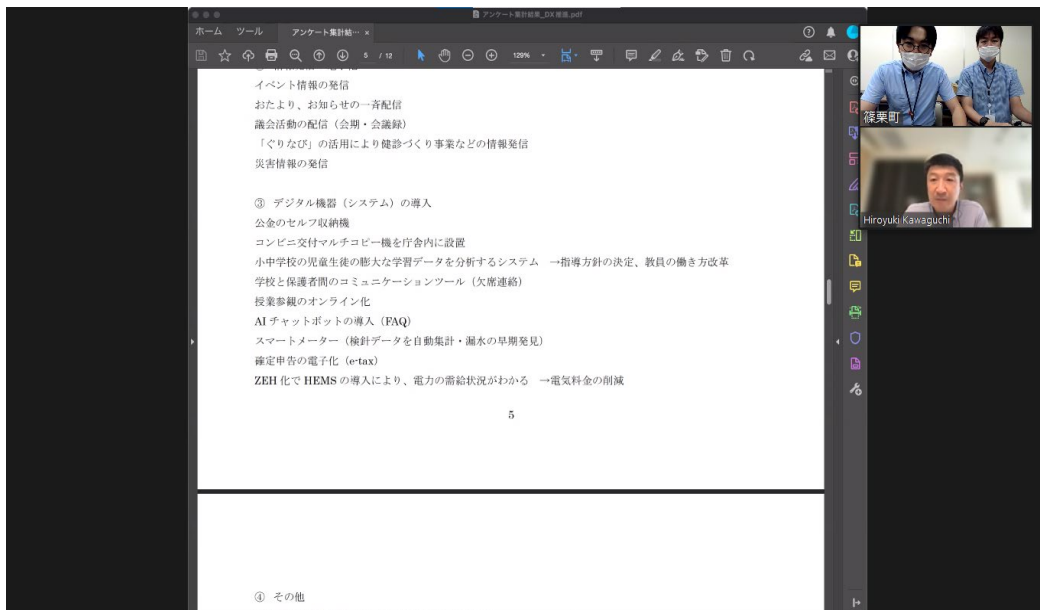 アンケート集計結果_DX推進.pdf
ホーム ツール アンケート集計結… ×
5 / 12
129%
イベント情報の発信
おたより、お知らせの一斉配信
議会活動の配信（会期・会議録）
「ぐりなび」の活用により健診づくり事業などの情報発信
災害情報の発信
③ デジタル機器（システム）の導入
公金のセルフ収納機
コンビニ交付マルチコピー機を庁舎内に設置
小中学校の児童生徒の膨大な学習データを分析するシステム →指導方針の決定、教員の働き方改革
学校と保護者間のコミュニケーションツール（欠席連絡）
授業参観のオンライン化
AI チャットボットの導入（FAQ）
スマートメーター（検針データを自動集計・漏水の早期発見）
確定申告の電子化（e-tax）
ZEH 化で HEMS の導入により、電力の需給状況がわかる →電気料金の削減
5
④ その他
篠栗町
Hiroyuki Kawaguchi